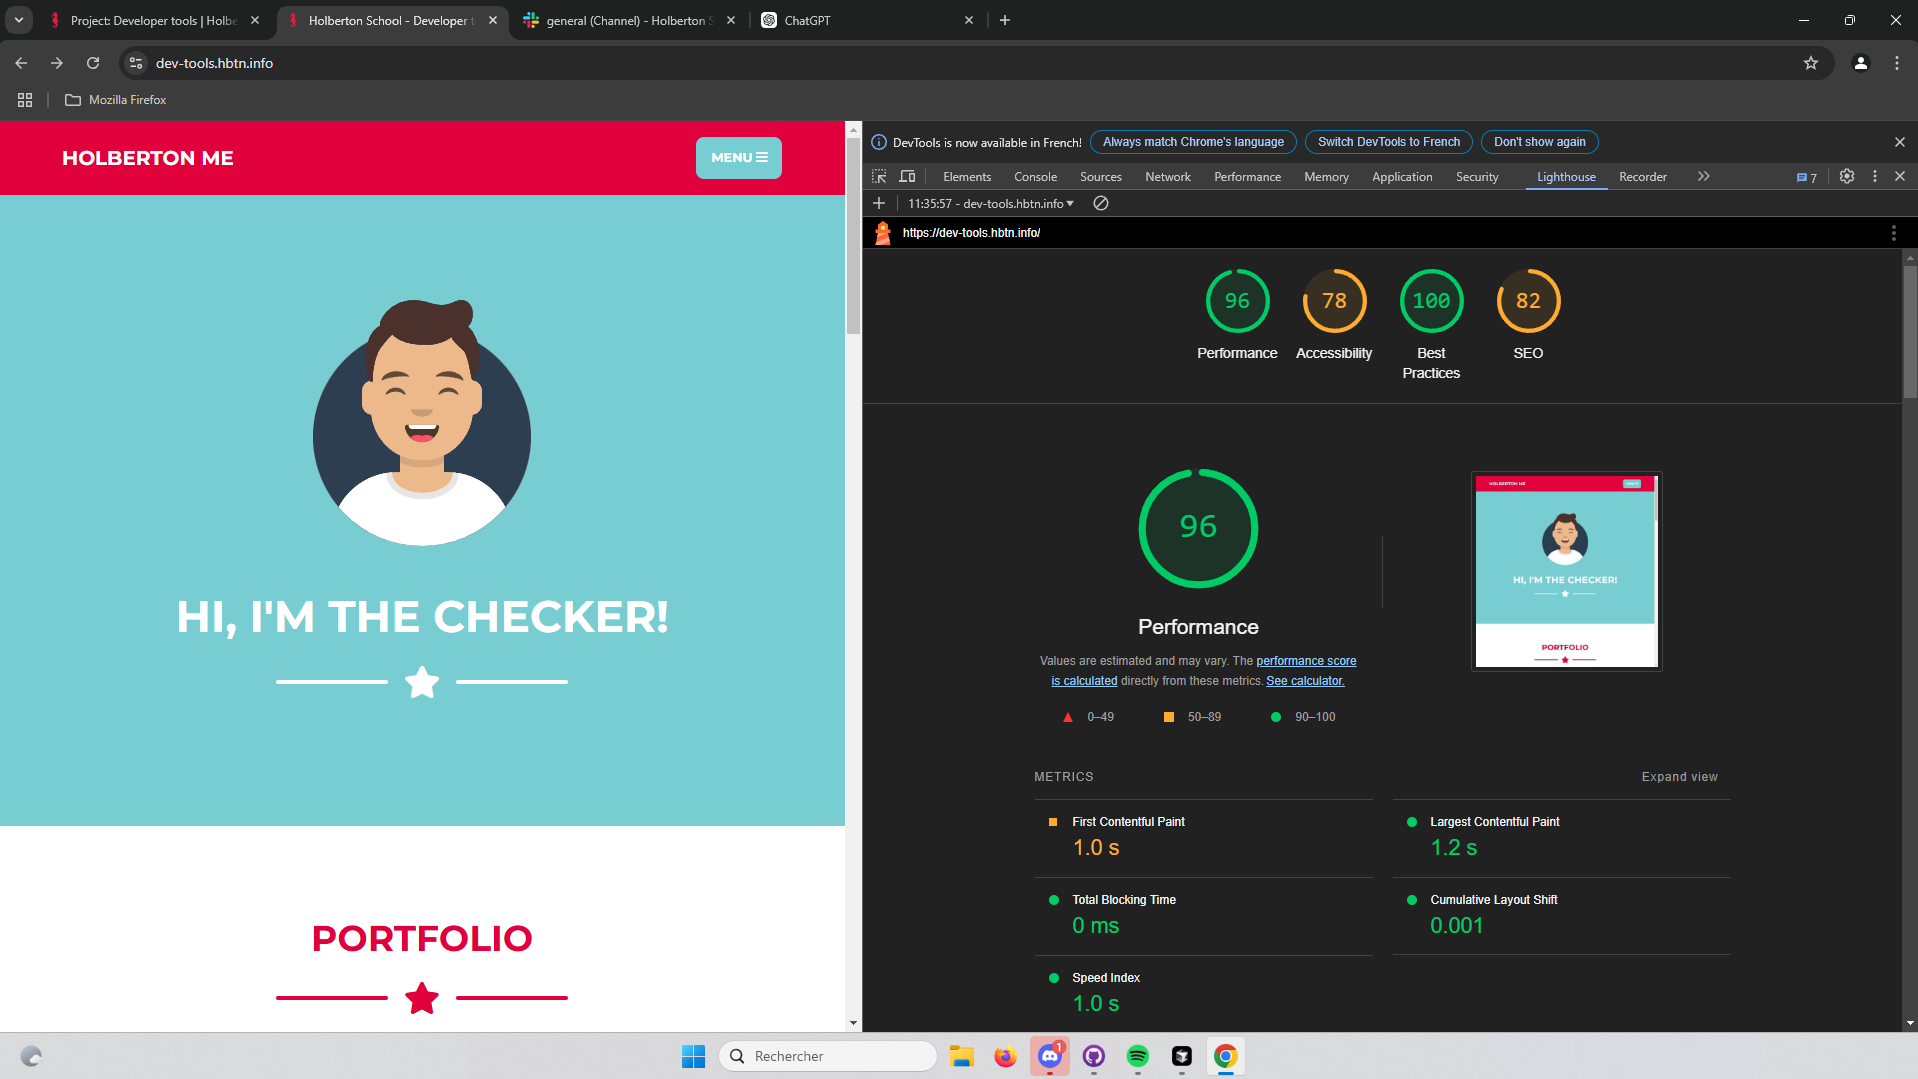 Project: Developer tools | Holbe
Holberton School - Developer t
general (Channel) - Holberton S
ChatGPT
dev-tools.hbtn.info
Mozilla Firefox
HOLBERTON ME
MENU
HI, I'M THE CHECKER!
PORTFOLIO
DevTools is now available in French!
Always match Chrome's language
Switch DevTools to French
Don't show again
Elements
Console
Sources
Network
Performance
Memory
Application
Security
Lighthouse
Recorder
7
11:35:57 - dev-tools.hbtn.info
https://dev-tools.hbtn.info/
96
78
100
82
Performance
Accessibility
Best
Practices
SEO
96
HOLBERTON ME
HI, I'M THE CHECKER!
PORTFOLIO
Performance
Values are estimated and may vary. The performance score
is calculated directly from these metrics. See calculator.
0–49
50–89
90–100
METRICS
Expand view
First Contentful Paint
1.0 s
Largest Contentful Paint
1.2 s
Total Blocking Time
0 ms
Cumulative Layout Shift
0.001
Speed Index
1.0 s
Rechercher
1